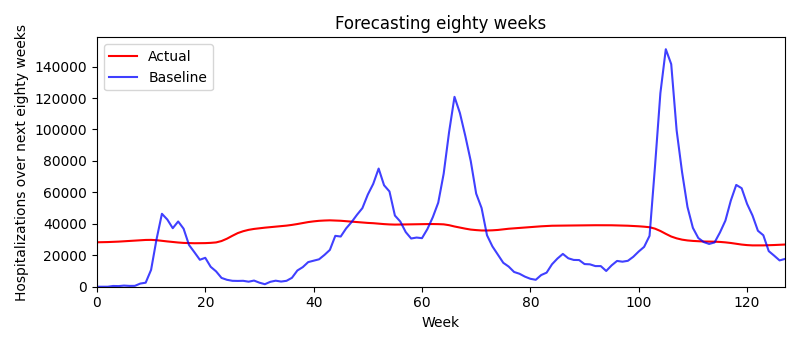 Forecasting eighty weeks
Hospitalizations over next eighty weeks
140000
120000
100000
80000
60000
40000
20000
0
Actual
Baseline
0 20 40 60 80 100 120
Week